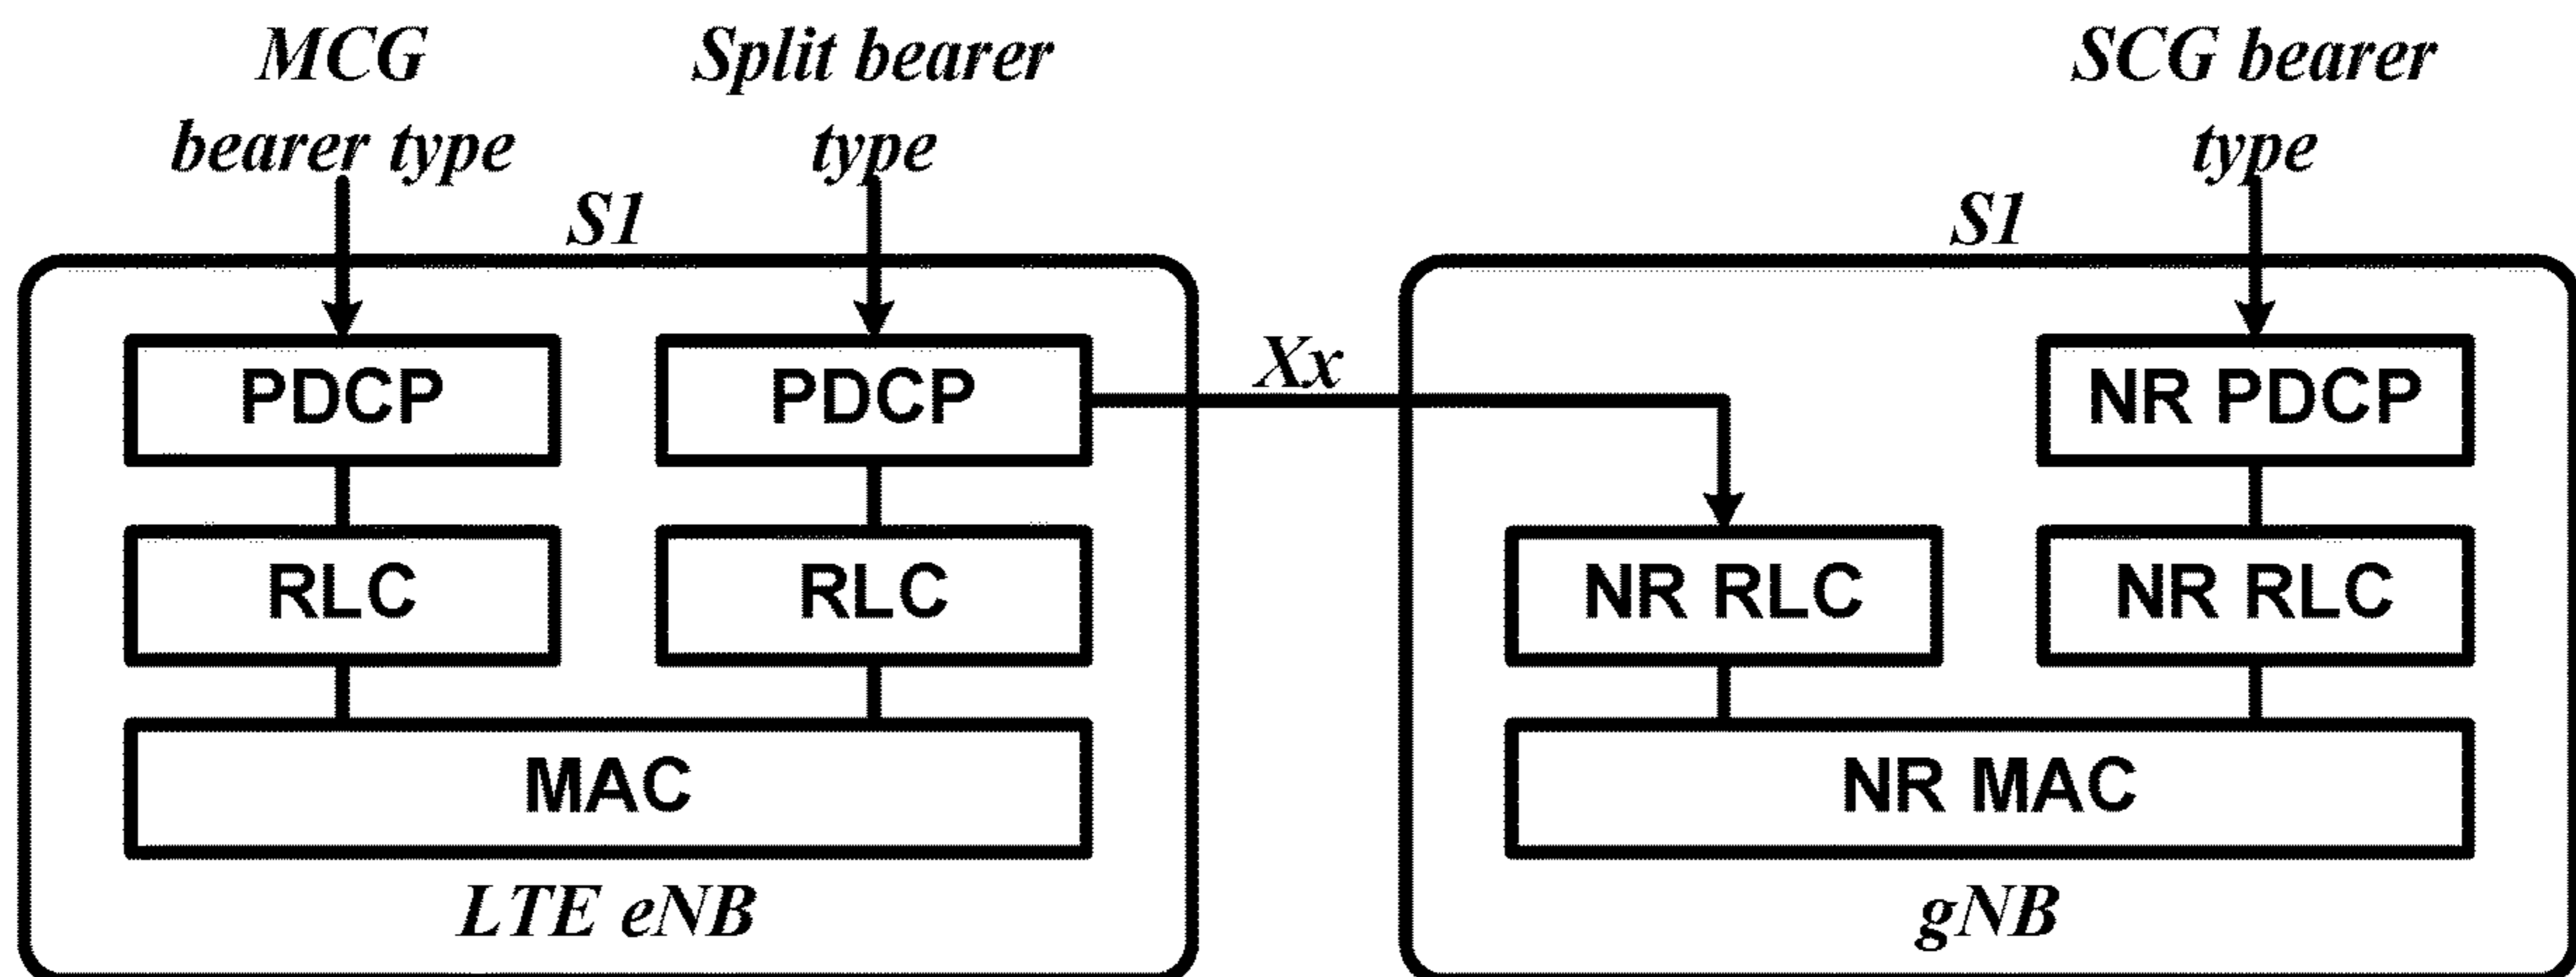 MCG
bearer type
Split bearer
type
SCG bearer
type
S1
S1
Xx
PDCP
PDCP
NR PDCP
RLC
RLC
NR RLC
NR RLC
MAC
NR MAC
LTE eNB
gNB